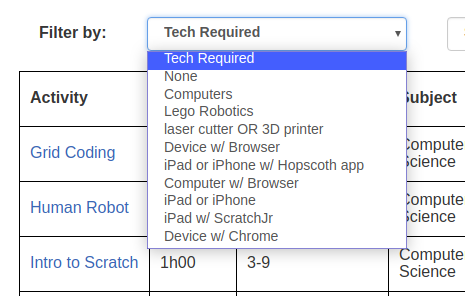 Filter by:
Tech Required
Tech Required
None
Computers
Lego Robotics
laser cutter OR 3D printer
Device w/ Browser
iPad or iPhone w/ Hopscoth app
Computer w/ Browser
iPad or iPhone
iPad w/ ScratchJr
Device w/ Chrome
Activity
Subject
Grid Coding
Compute
Science
Human Robot
Compute
Science
Intro to Scratch 1h00 3-9
Compute
Science